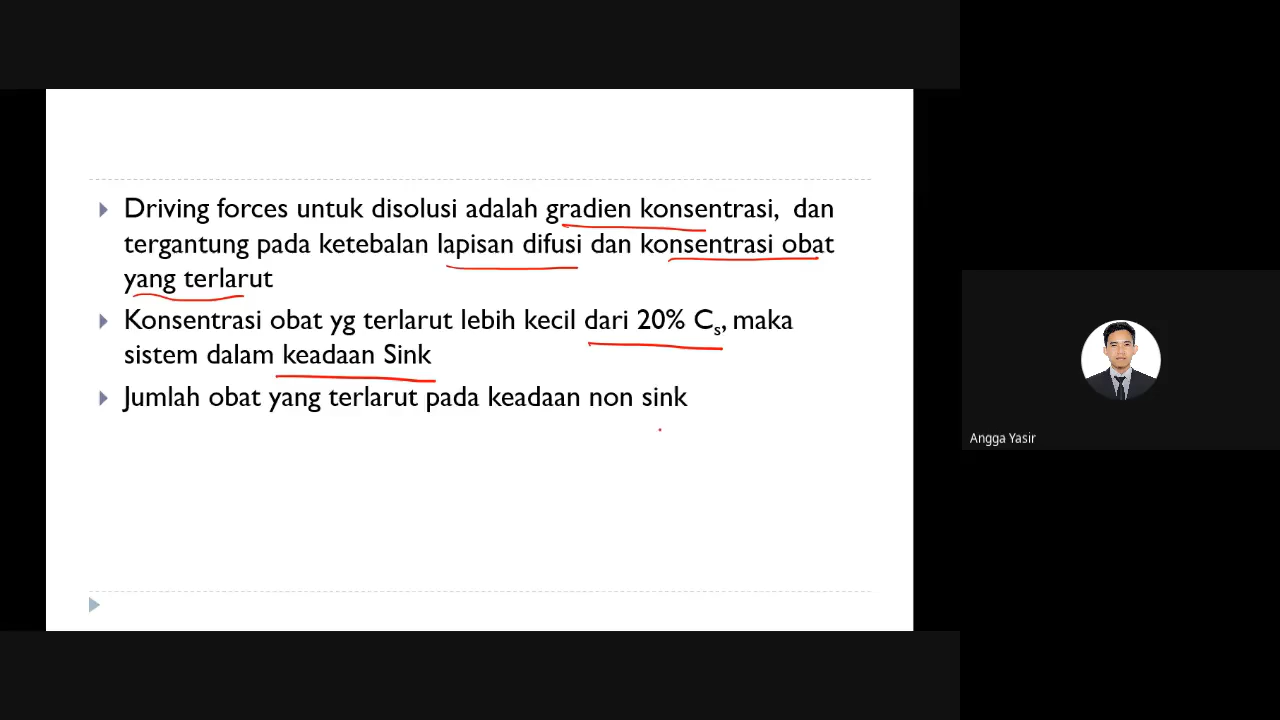 Driving forces untuk disolusi adalah gradien konsentrasi, dan
tergantung pada ketebalan lapisan difusi dan konsentrasi obat
yang terlarut
Konsentrasi obat yg terlarut lebih kecil dari 20% Cs, maka
sistem dalam keadaan Sink
Jumlah obat yang terlarut pada keadaan non sink
Angga Yasir